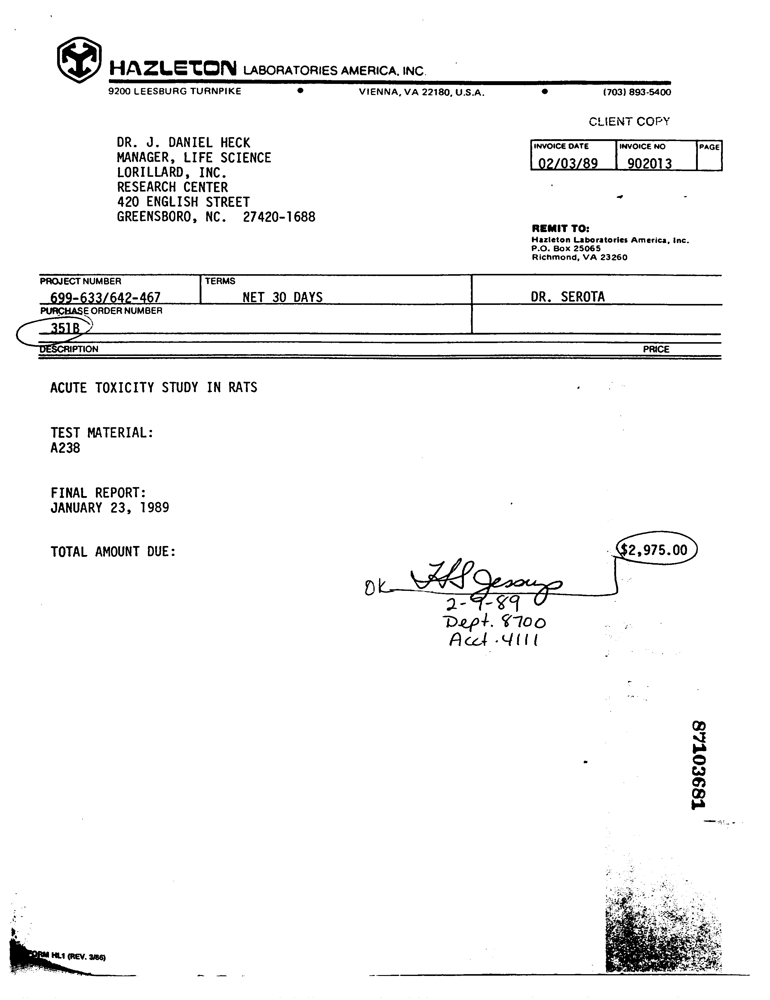 HAZLETON LABORATORIES AMERICA, INC.
9200 LEESBURG TURNPIKE • VIENNA, VA 22180, U.S.A. • (703) 893-5400
CLIENT COPY
DR. J. DANIEL HECK
MANAGER, LIFE SCIENCE
LORILLARD, INC.
RESEARCH CENTER
420 ENGLISH STREET
GREENSBORO, NC. 27420-1688
INVOICE DATE INVOICE NO PAGE
02/03/89 902013
REMIT TO:
Hazleton Laboratories America, Inc.
P.O. Box 25065
Richmond, VA 23260
PROJECT NUMBER TERMS
699-633/642-467 NET 30 DAYS DR. SEROTA
PURCHASE ORDER NUMBER
351B
DESCRIPTION PRICE
ACUTE TOXICITY STUDY IN RATS
TEST MATERIAL:
A238
FINAL REPORT:
JANUARY 23, 1989
TOTAL AMOUNT DUE: $2,975.00
OK Jessup
2-9-89
Dept. 8700
Acct. 4111
87103681
FORM HL1 (REV. 3/86)